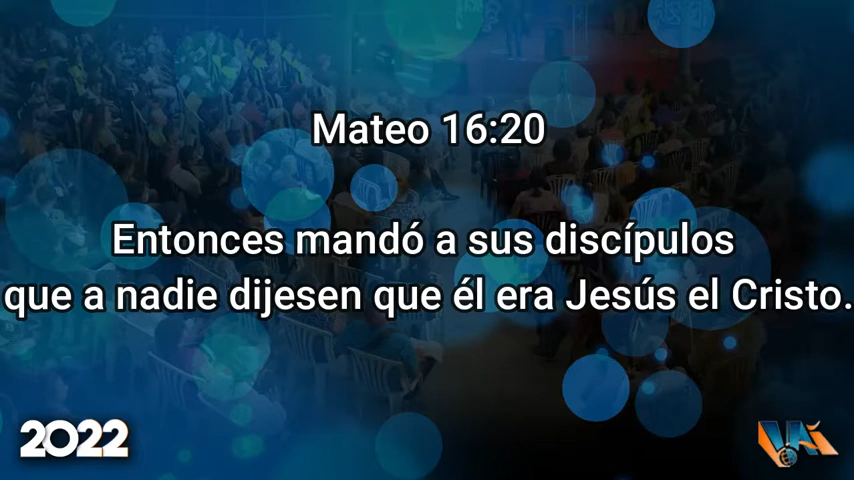 Mateo 16:20
Entonces mandó a sus discípulos
que a nadie dijesen que él era Jesús el Cristo.
2022